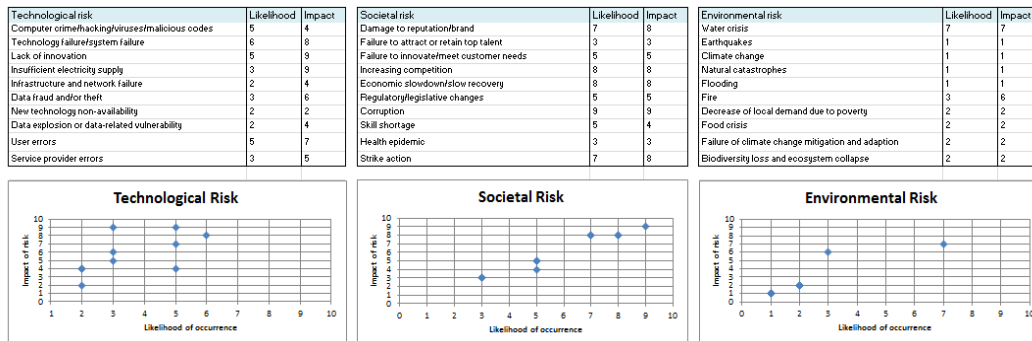 Technological risk Likelihood Impact
Computer crime/hacking/viruses/malicious codes 5 4
Technology failure/system failure 6 8
Lack of innovation 5 9
Insufficient electricity supply 3 9
Infrastructure and network failure 2 4
Data fraud and/or theft 3 6
New technology non-availability 2 2
Data explosion or data-related vulnerability 2 4
User errors 5 7
Service provider errors 3 5
Societal risk Likelihood Impact
Damage to reputation/brand 7 8
Failure to attract or retain top talent 3 3
Failure to innovate/meet customer needs 5 5
Increasing competition 8 8
Economic slowdown/slow recovery 8 8
Regulatory/legislative changes 5 5
Corruption 9 9
Skill shortage 5 4
Health epidemic 3 3
Strike action 7 8
Environmental risk Likelihood Impact
Water crisis 7 7
Earthquakes 1 1
Climate change 1 1
Natural catastrophes 1 1
Flooding 1 1
Fire 3 6
Decrease of local demand due to poverty 2 2
Food crisis 2 2
Failure of climate change mitigation and adaption 2 2
Biodiversity loss and ecosystem collapse 2 2
Technological Risk
Impact of risk
10
9
8
7
6
5
4
3
2
1
0
1 2 3 4 5 6 7 8 9 10
Likelihood of occurrence
Societal Risk
Impact of risk
10
9
8
7
6
5
4
3
2
1
0
0 1 2 3 4 5 6 7 8 9 10
Likelihood of occurrence
Environmental Risk
Impact of risk
10
9
8
7
6
5
4
3
2
1
0
0 1 2 3 4 5 6 7 8 9 10
Likelihood of occurrence